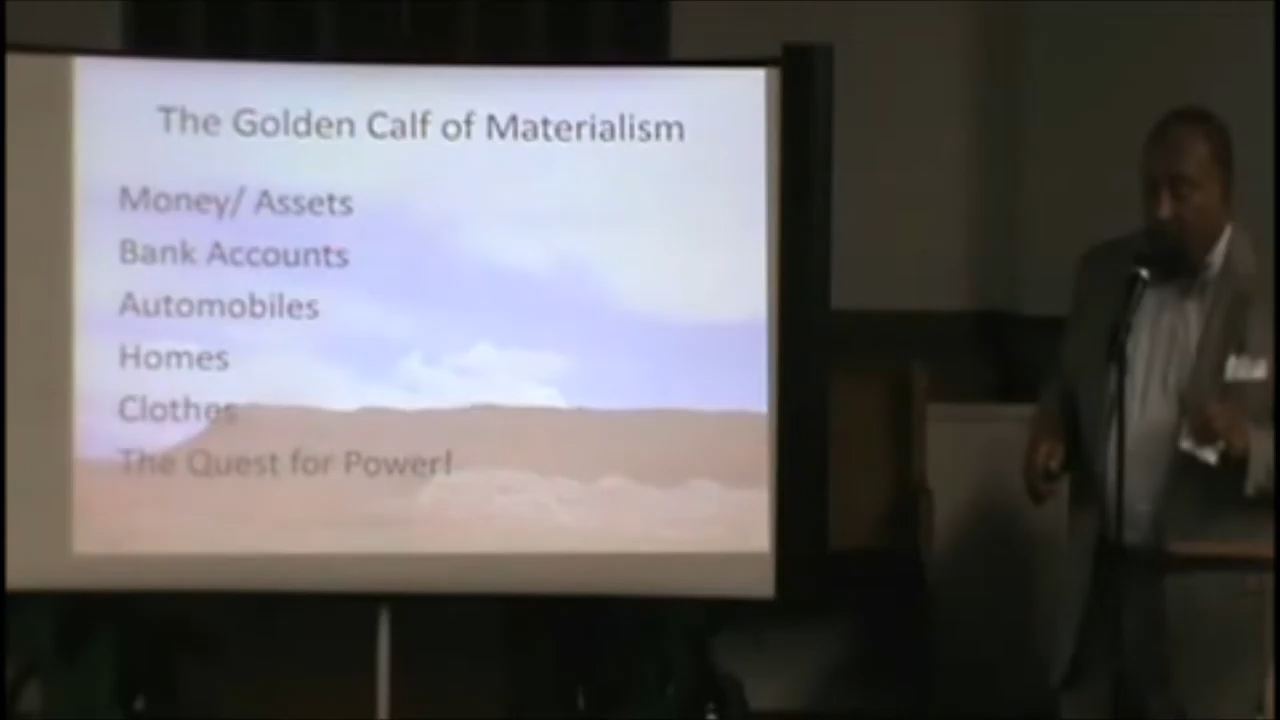 The Golden Calf of Materialism
Money/ Assets
Bank Accounts
Automobiles
Homes
Clothes
The Quest for Power!